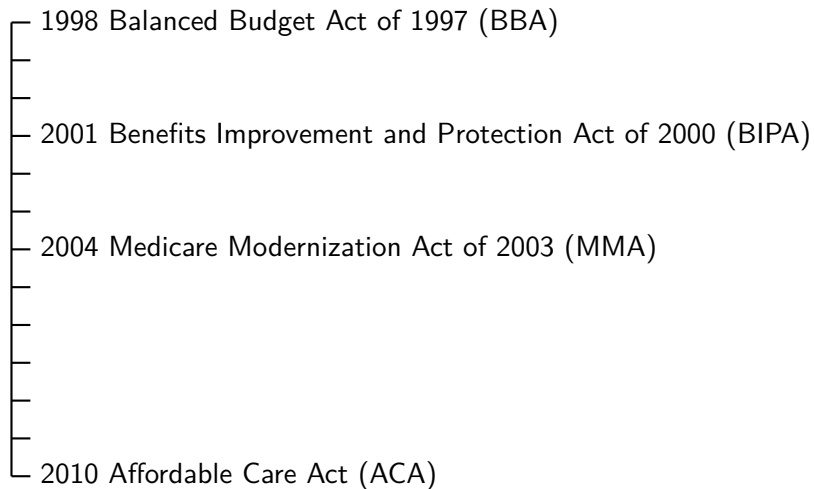 1998 Balanced Budget Act of 1997 (BBA)
2001 Benefits Improvement and Protection Act of 2000 (BIPA)
2004 Medicare Modernization Act of 2003 (MMA)
2010 Affordable Care Act (ACA)